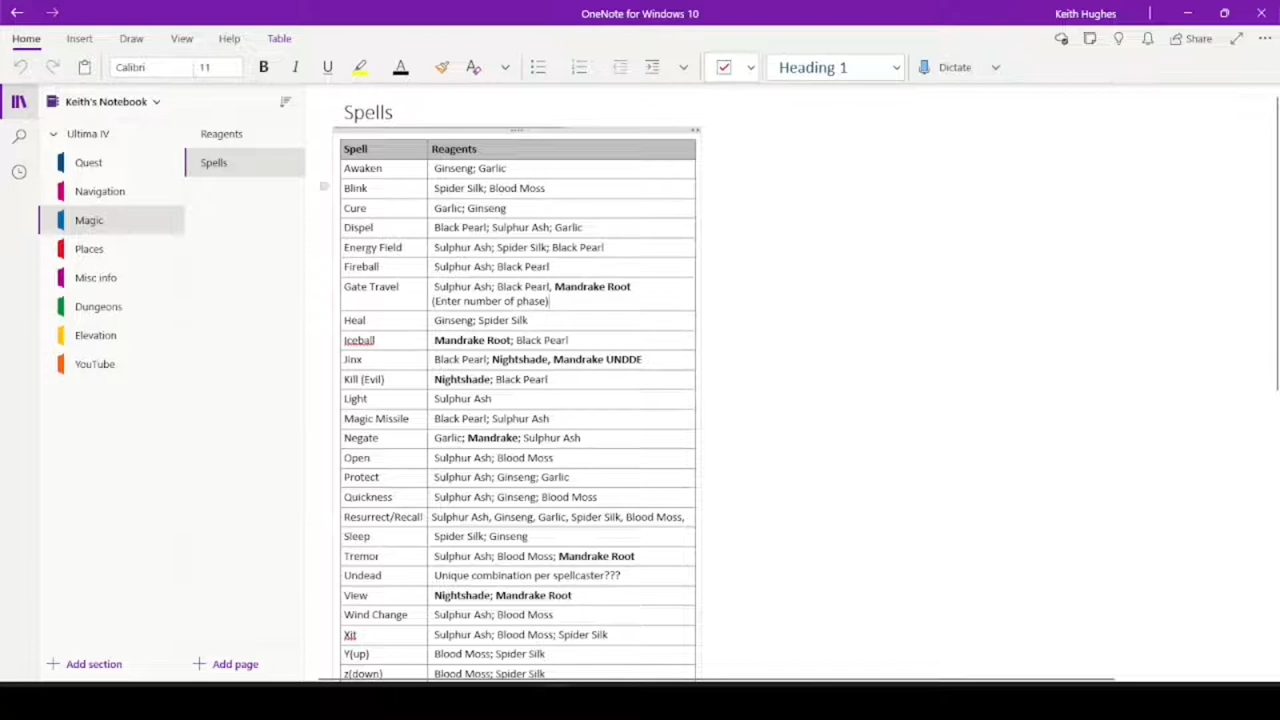 OneNote for Windows 10
Keith Hughes
Home Insert Draw View Help Table
Share
Calibri 11 B I U A A Heading 1 Dictate
Keith's Notebook
Ultima IV
Quest
Navigation
Magic
Places
Misc info
Dungeons
Elevation
YouTube
Add section
Reagents
Spells
Add page
Spells
Spell Reagents
Awaken Ginseng; Garlic
Blink Spider Silk; Blood Moss
Cure Garlic; Ginseng
Dispel Black Pearl; Sulphur Ash; Garlic
Energy Field Sulphur Ash; Spider Silk; Black Pearl
Fireball Sulphur Ash; Black Pearl
Gate Travel Sulphur Ash; Black Pearl, Mandrake Root
(Enter number of phase)
Heal Ginseng; Spider Silk
Iceball Mandrake Root; Black Pearl
Jinx Black Pearl; Nightshade, Mandrake UNDDE
Kill (Evil) Nightshade; Black Pearl
Light Sulphur Ash
Magic Missile Black Pearl; Sulphur Ash
Negate Garlic; Mandrake; Sulphur Ash
Open Sulphur Ash; Blood Moss
Protect Sulphur Ash; Ginseng; Garlic
Quickness Sulphur Ash; Ginseng; Blood Moss
Resurrect/Recall Sulphur Ash, Ginseng, Garlic, Spider Silk, Blood Moss,
Sleep Spider Silk; Ginseng
Tremor Sulphur Ash; Blood Moss; Mandrake Root
Undead Unique combination per spellcaster???
View Nightshade; Mandrake Root
Wind Change Sulphur Ash; Blood Moss
Xit Sulphur Ash; Blood Moss; Spider Silk
Y(up) Blood Moss; Spider Silk
z(down) Blood Moss; Spider Silk